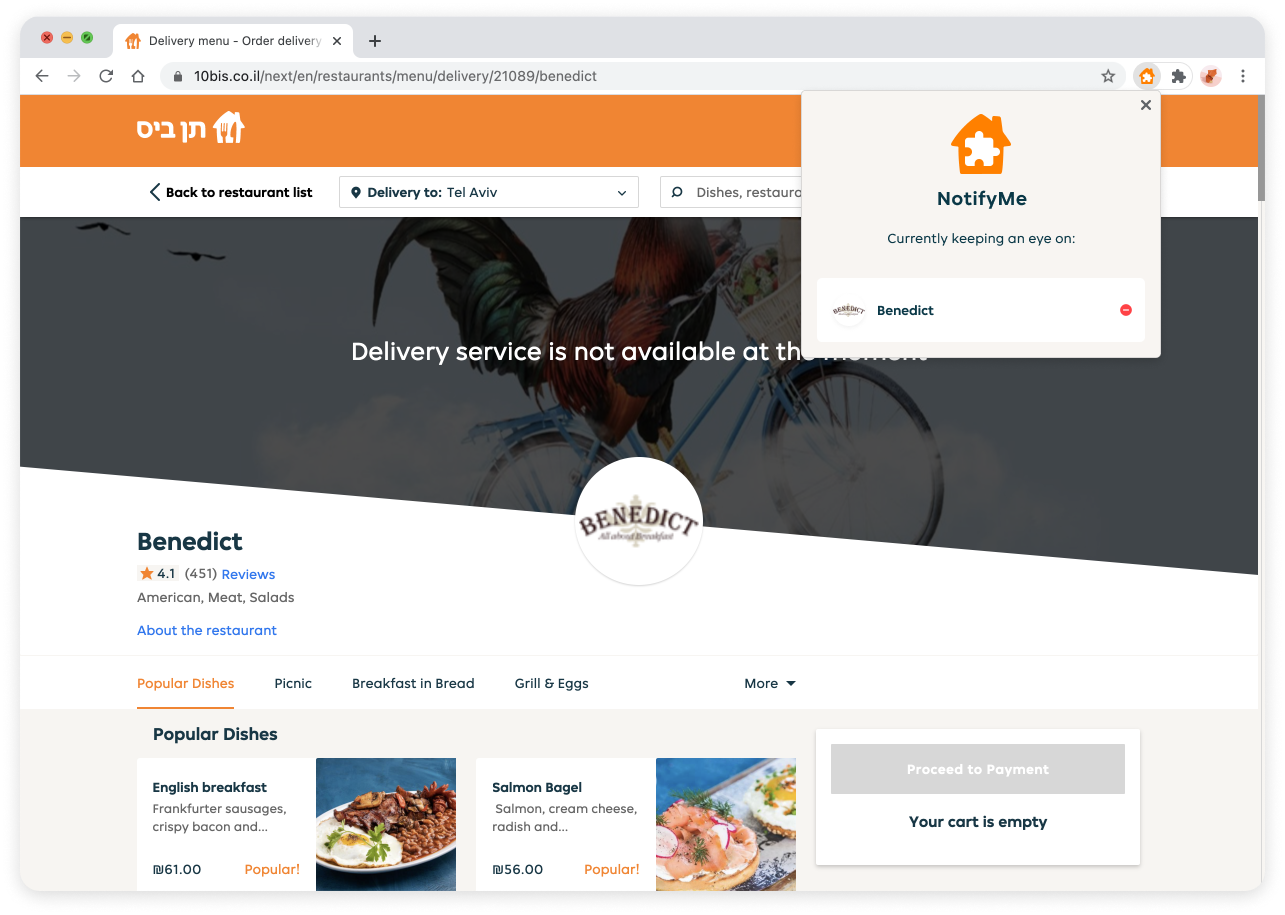 Delivery menu - Order delivery
10bis.co.il/next/en/restaurants/menu/delivery/21089/benedict
תן ביס
Back to restaurant list
Delivery to: Tel Aviv
Dishes, restaura
NotifyMe
Currently keeping an eye on:
BENEDICT
Benedict
Delivery service is not available at the moment
BENEDICT
All about Breakfast
Benedict
4.1 (451) Reviews
American, Meat, Salads
About the restaurant
Popular Dishes
Picnic
Breakfast in Bread
Grill & Eggs
More
Popular Dishes
English breakfast
Frankfurter sausages,
crispy bacon and...
₪61.00
Popular!
Salmon Bagel
Salmon, cream cheese,
radish and...
₪56.00
Popular!
Proceed to Payment
Your cart is empty